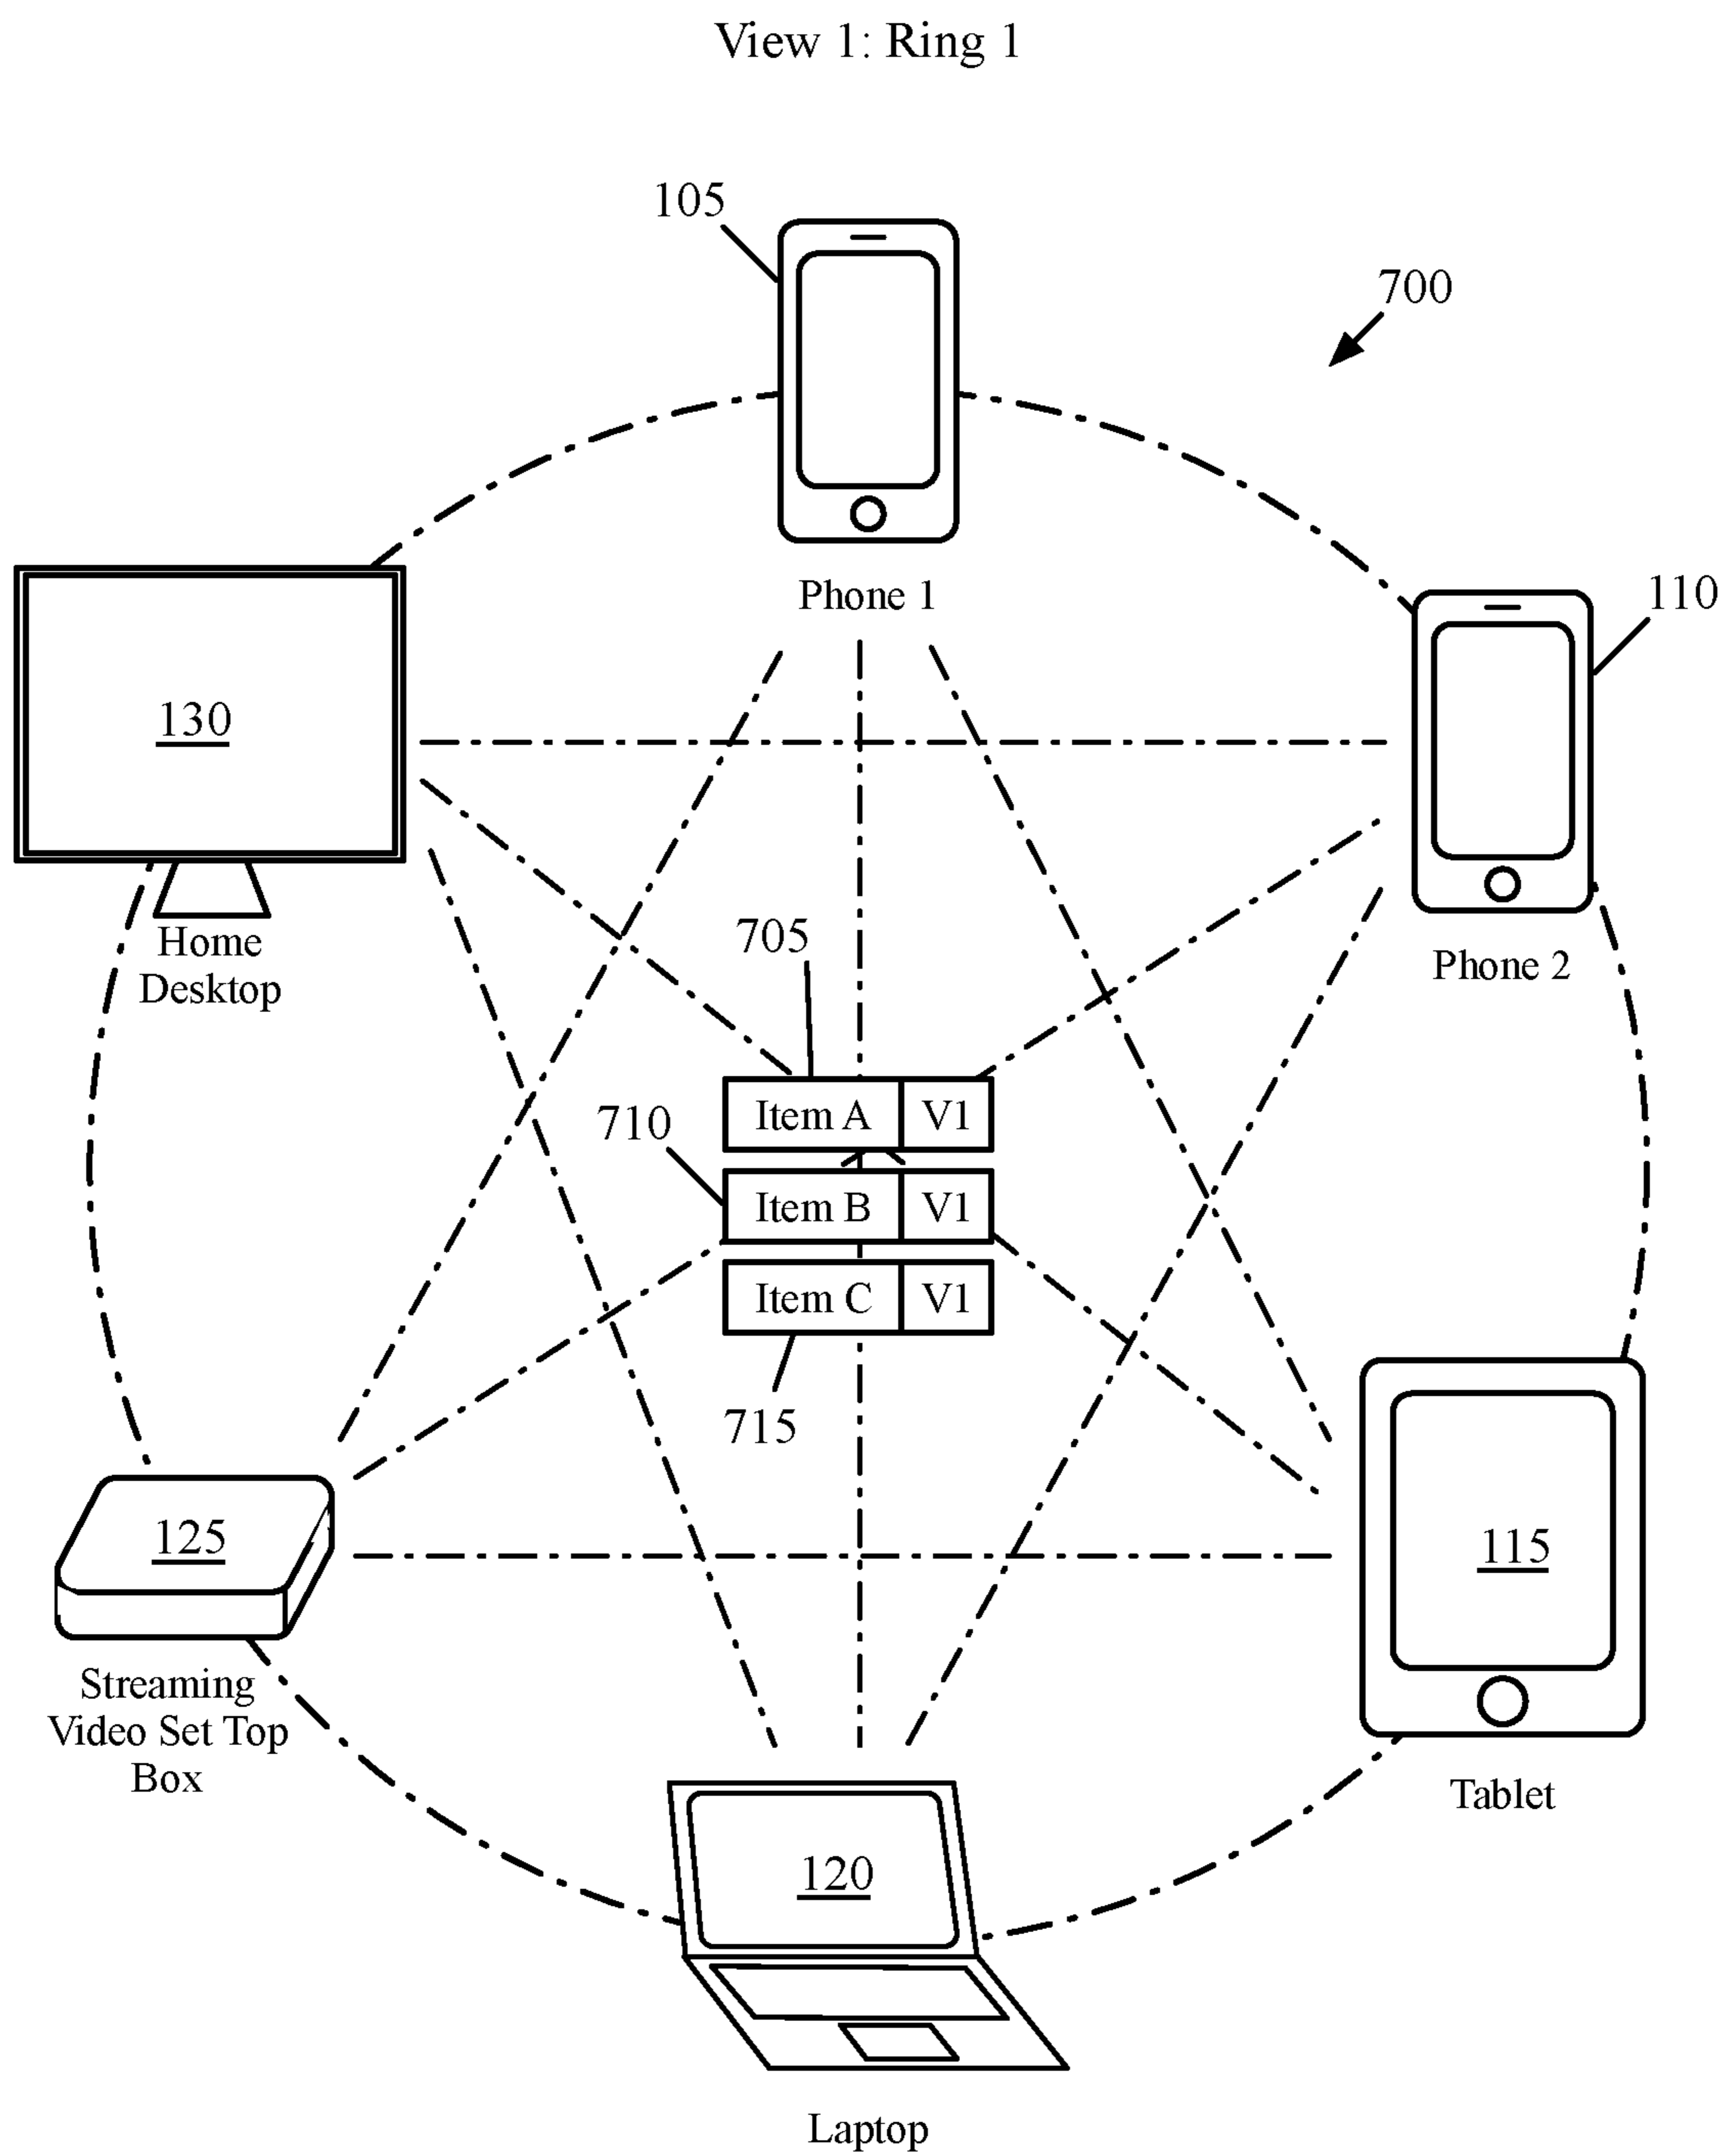 View 1: Ring 1
105
700
Phone 1
110
130
Home
Desktop
Phone 2
705
Item A V1
710
Item B V1
Item C V1
715
125
115
Streaming
Video Set Top
Box
Tablet
120
Laptop